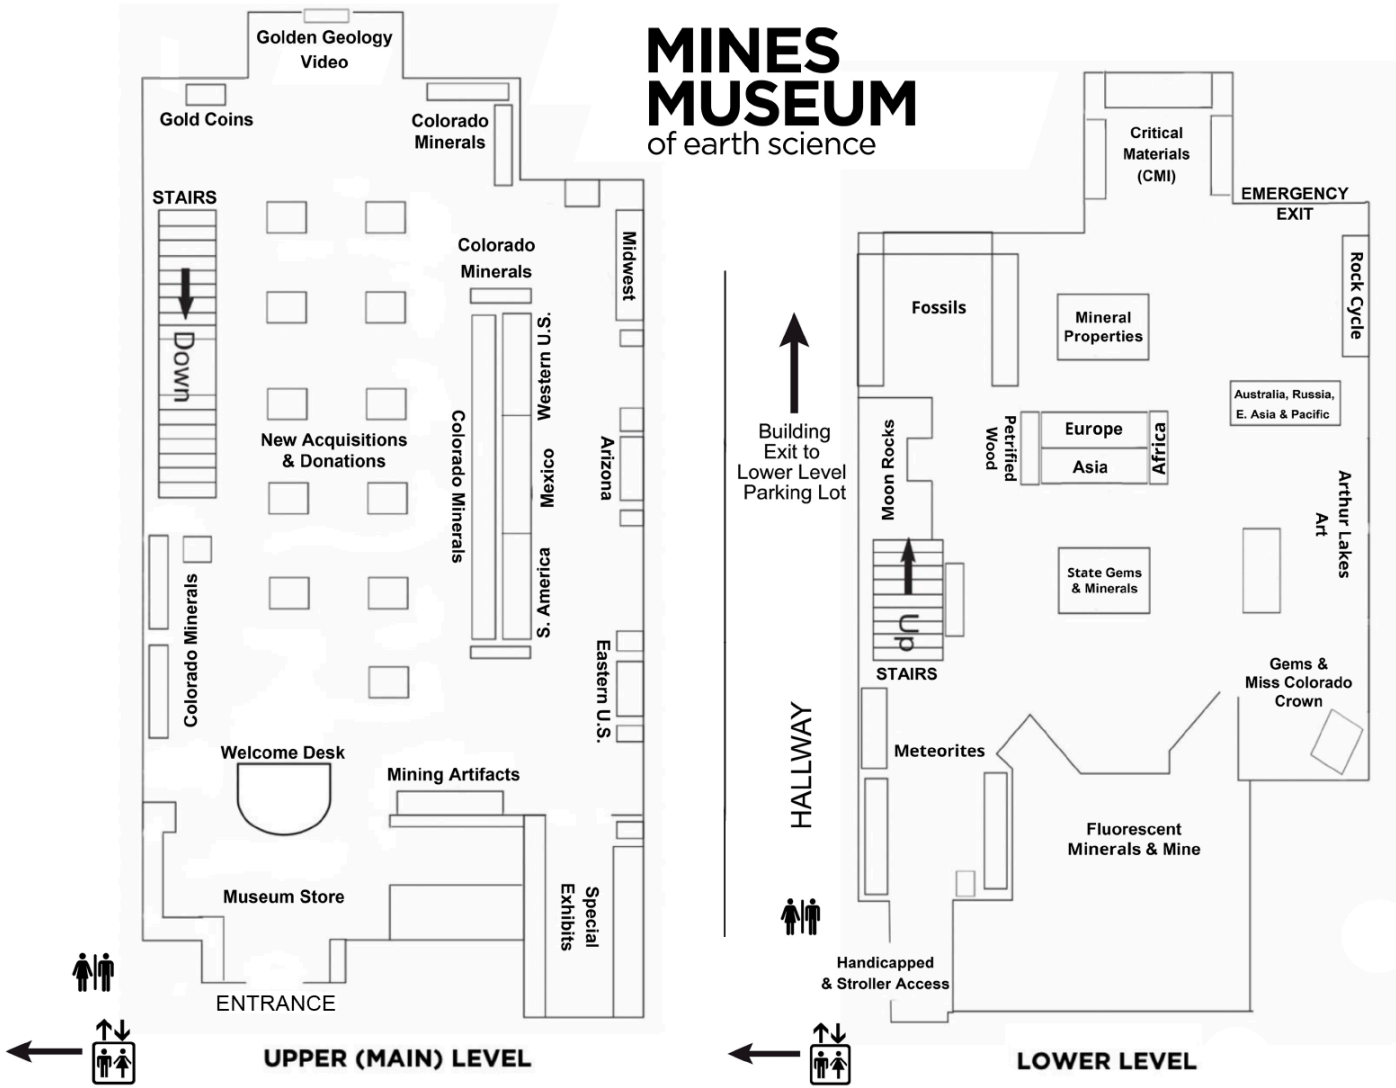 MINES
MUSEUM
of earth science
Golden Geology
Video
Gold Coins
Colorado
Minerals
STAIRS
Down
Colorado
Minerals
Midwest
Western U.S.
Mexico
S. America
Colorado Minerals
Arizona
New Acquisitions
& Donations
Colorado Minerals
Eastern U.S.
Welcome Desk
Mining Artifacts
Museum Store
Special
Exhibits
ENTRANCE
UPPER (MAIN) LEVEL
Critical
Materials
(CMI)
EMERGENCY
EXIT
Rock Cycle
Fossils
Mineral
Properties
Australia, Russia,
E. Asia & Pacific
Building
Exit to
Lower Level
Parking Lot
Moon Rocks
Petrified
Wood
Europe
Asia
Africa
Arthur Lakes
Art
State Gems
& Minerals
Up
STAIRS
Gems &
Miss Colorado
Crown
HALLWAY
Meteorites
Fluorescent
Minerals & Mine
Handicapped
& Stroller Access
LOWER LEVEL